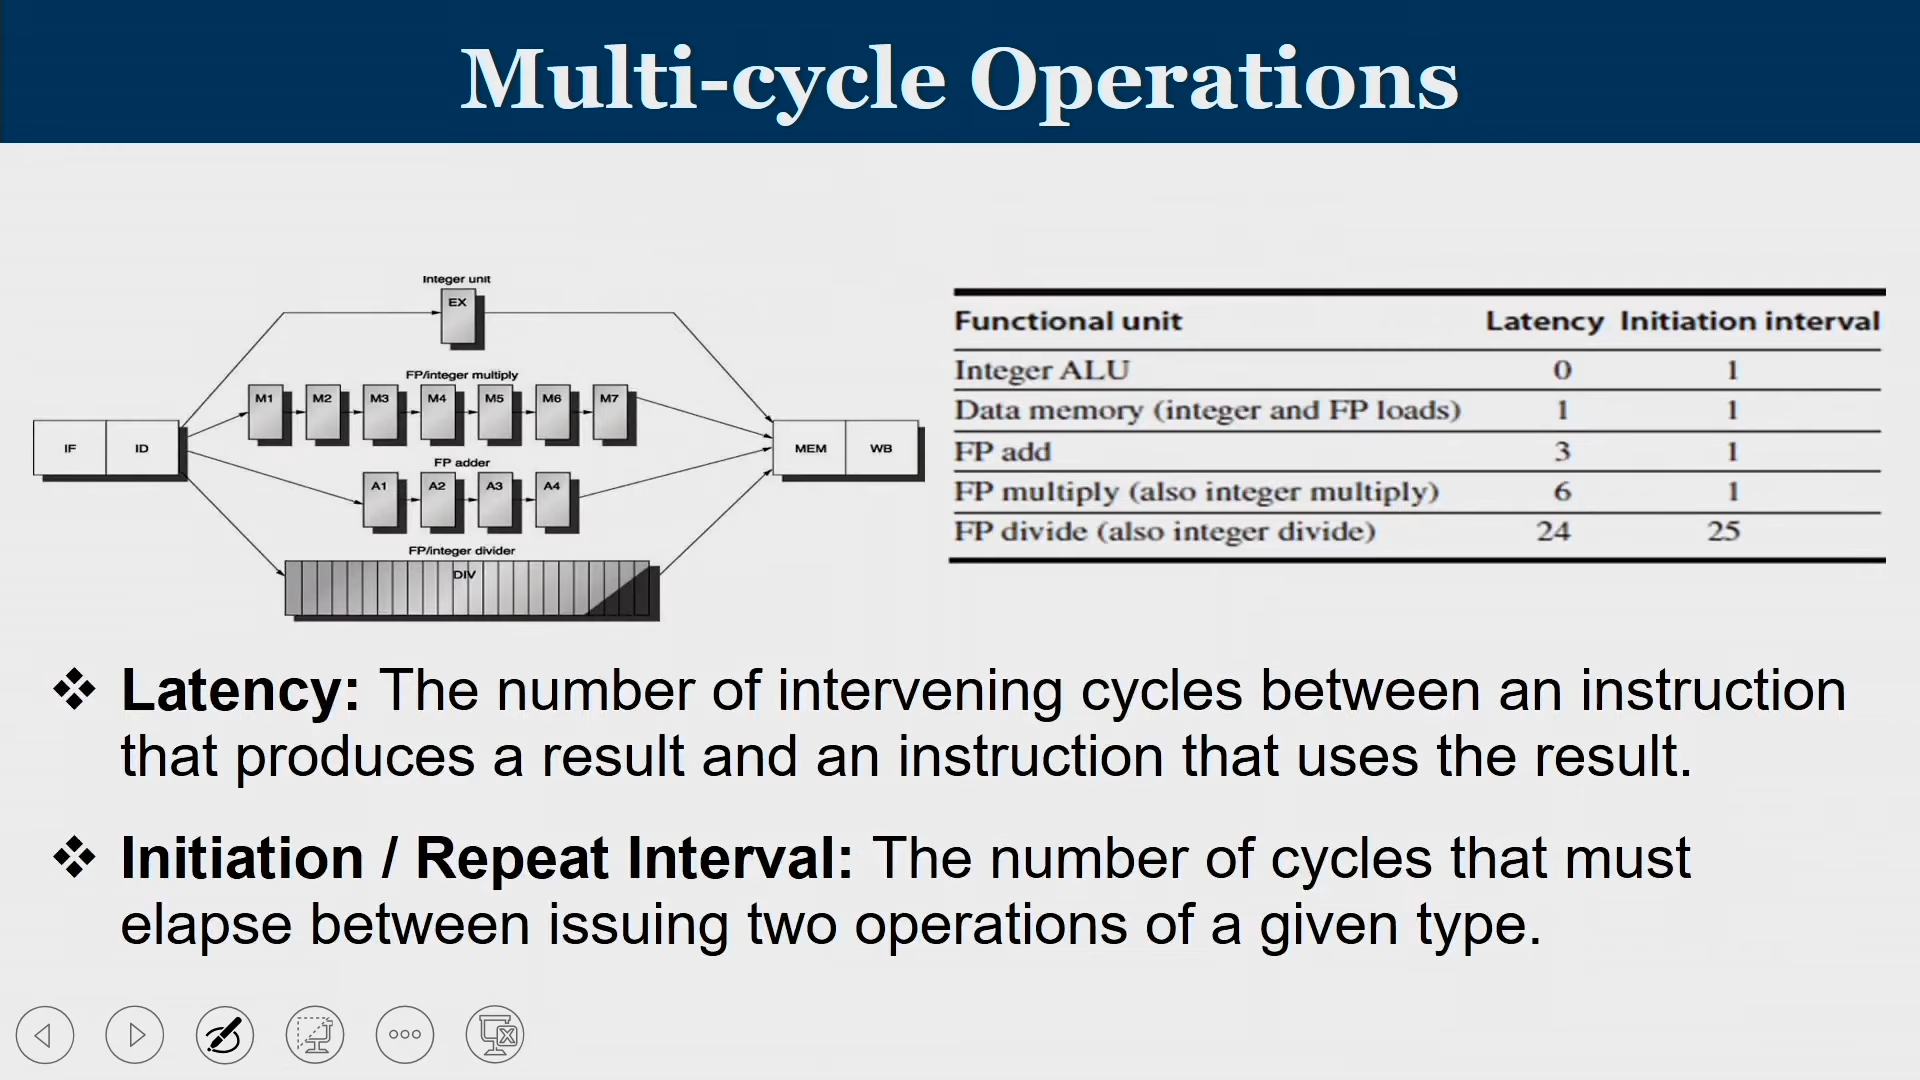 Multi-cycle Operations
Integer unit
EX
FP/integer multiply
M1 M2 M3 M4 M5 M6 M7
IF ID
MEM WB
FP adder
A1 A2 A3 A4
FP/integer divider
DIV
Functional unit Latency Initiation interval
Integer ALU 0 1
Data memory (integer and FP loads) 1 1
FP add 3 1
FP multiply (also integer multiply) 6 1
FP divide (also integer divide) 24 25
❖ Latency: The number of intervening cycles between an instruction
that produces a result and an instruction that uses the result.
❖ Initiation / Repeat Interval: The number of cycles that must
elapse between issuing two operations of a given type.